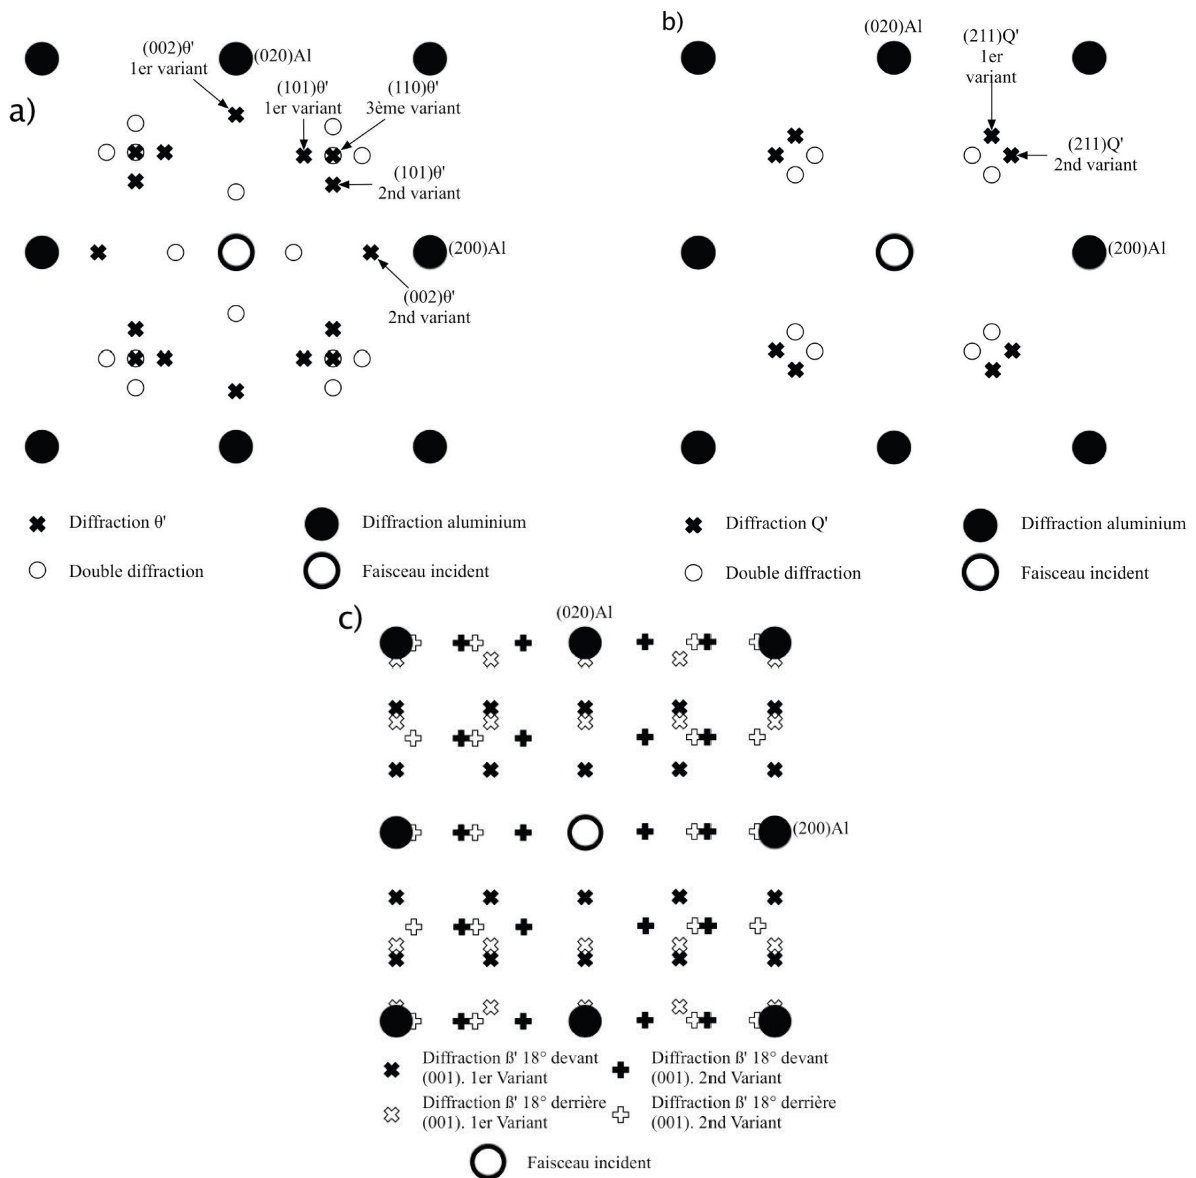 a)
(002)θ'
1er variant
(020)Al
(101)θ'
1er variant
(110)θ'
3ème variant
(101)θ'
2nd variant
(200)Al
(002)θ'
2nd variant
Diffraction θ'
Diffraction aluminium
Double diffraction
Faisceau incident
b)
(020)Al
(211)Q'
1er
variant
(211)Q'
2nd variant
(200)Al
Diffraction Q'
Diffraction aluminium
Double diffraction
Faisceau incident
c)
(020)Al
(200)Al
Diffraction ß' 18° devant
(001). 1er Variant
Diffraction ß' 18° devant
(001). 2nd Variant
Diffraction ß' 18° derrière
(001). 1er Variant
Diffraction ß' 18° derrière
(001). 2nd Variant
Faisceau incident